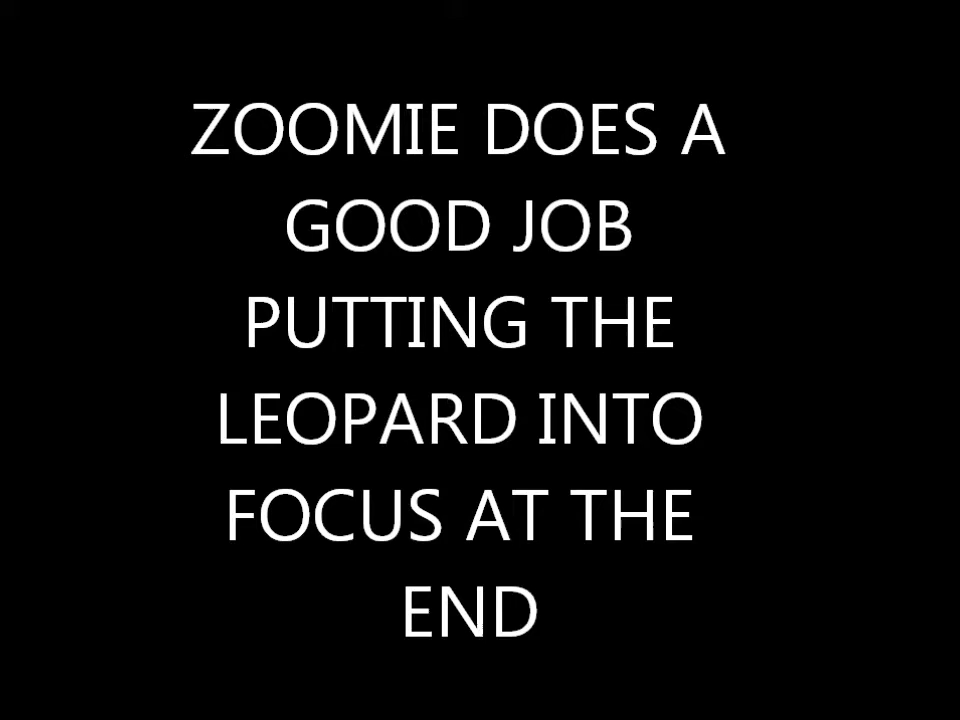 ZOOMIE DOES A
GOOD JOB
PUTTING THE
LEOPARD INTO
FOCUS AT THE
END